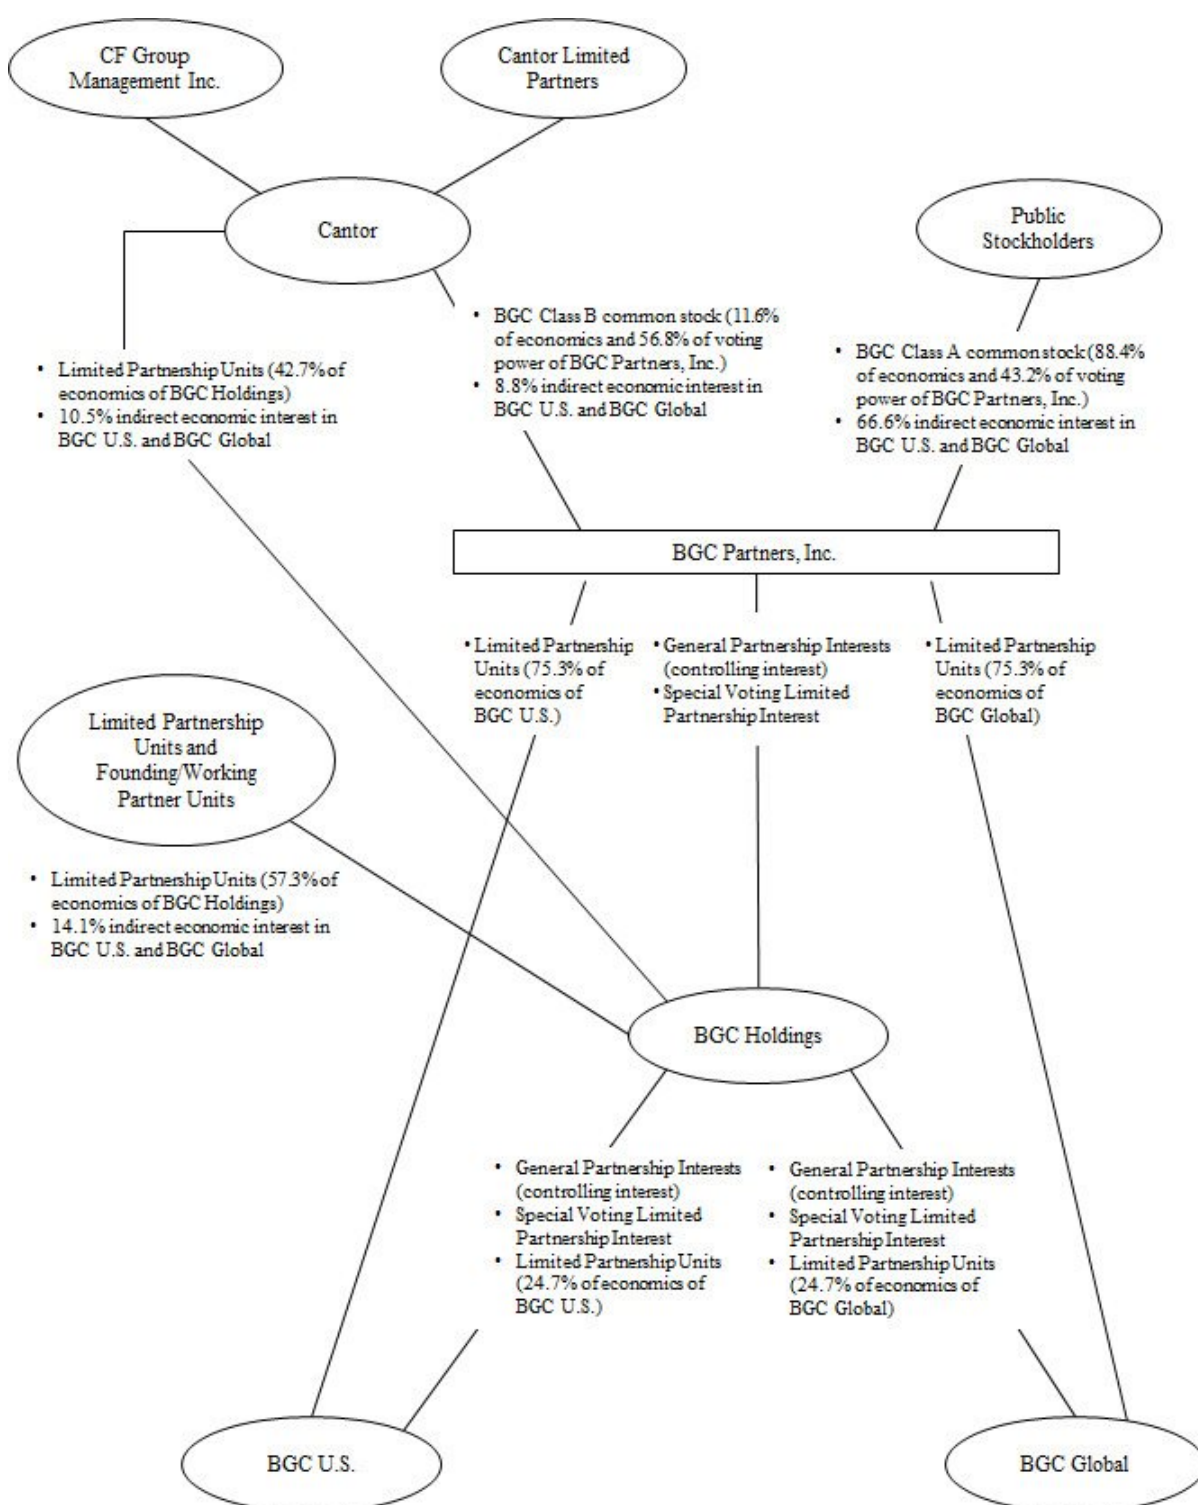 CF Group
Management Inc.
Cantor Limited
Partners
Cantor
Public
Stockholders
• BGC Class B common stock (11.6%
of economics and 56.8% of voting
power of BGC Partners, Inc.)
• 8.8% indirect economic interest in
BGC U.S. and BGC Global
• BGC Class A common stock (88.4%
of economics and 43.2% of voting
power of BGC Partners, Inc.)
• 66.6% indirect economic interest in
BGC U.S. and BGC Global
• Limited Partnership Units (42.7% of
economics of BGC Holdings)
• 10.5% indirect economic interest in
BGC U.S. and BGC Global
BGC Partners, Inc.
• Limited Partnership
Units (75.3% of
economics of
BGC U.S.)
• General Partnership Interests
(controlling interest)
• Special Voting Limited
Partnership Interest
• Limited Partnership
Units (75.3% of
economics of
BGC Global)
Limited Partnership
Units and
Founding/Working
Partner Units
• Limited Partnership Units (57.3% of
economics of BGC Holdings)
• 14.1% indirect economic interest in
BGC U.S. and BGC Global
BGC Holdings
• General Partnership Interests
(controlling interest)
• Special Voting Limited
Partnership Interest
• Limited Partnership Units
(24.7% of economics of
BGC U.S.)
• General Partnership Interests
(controlling interest)
• Special Voting Limited
Partnership Interest
• Limited Partnership Units
(24.7% of economics of
BGC Global)
BGC U.S.
BGC Global